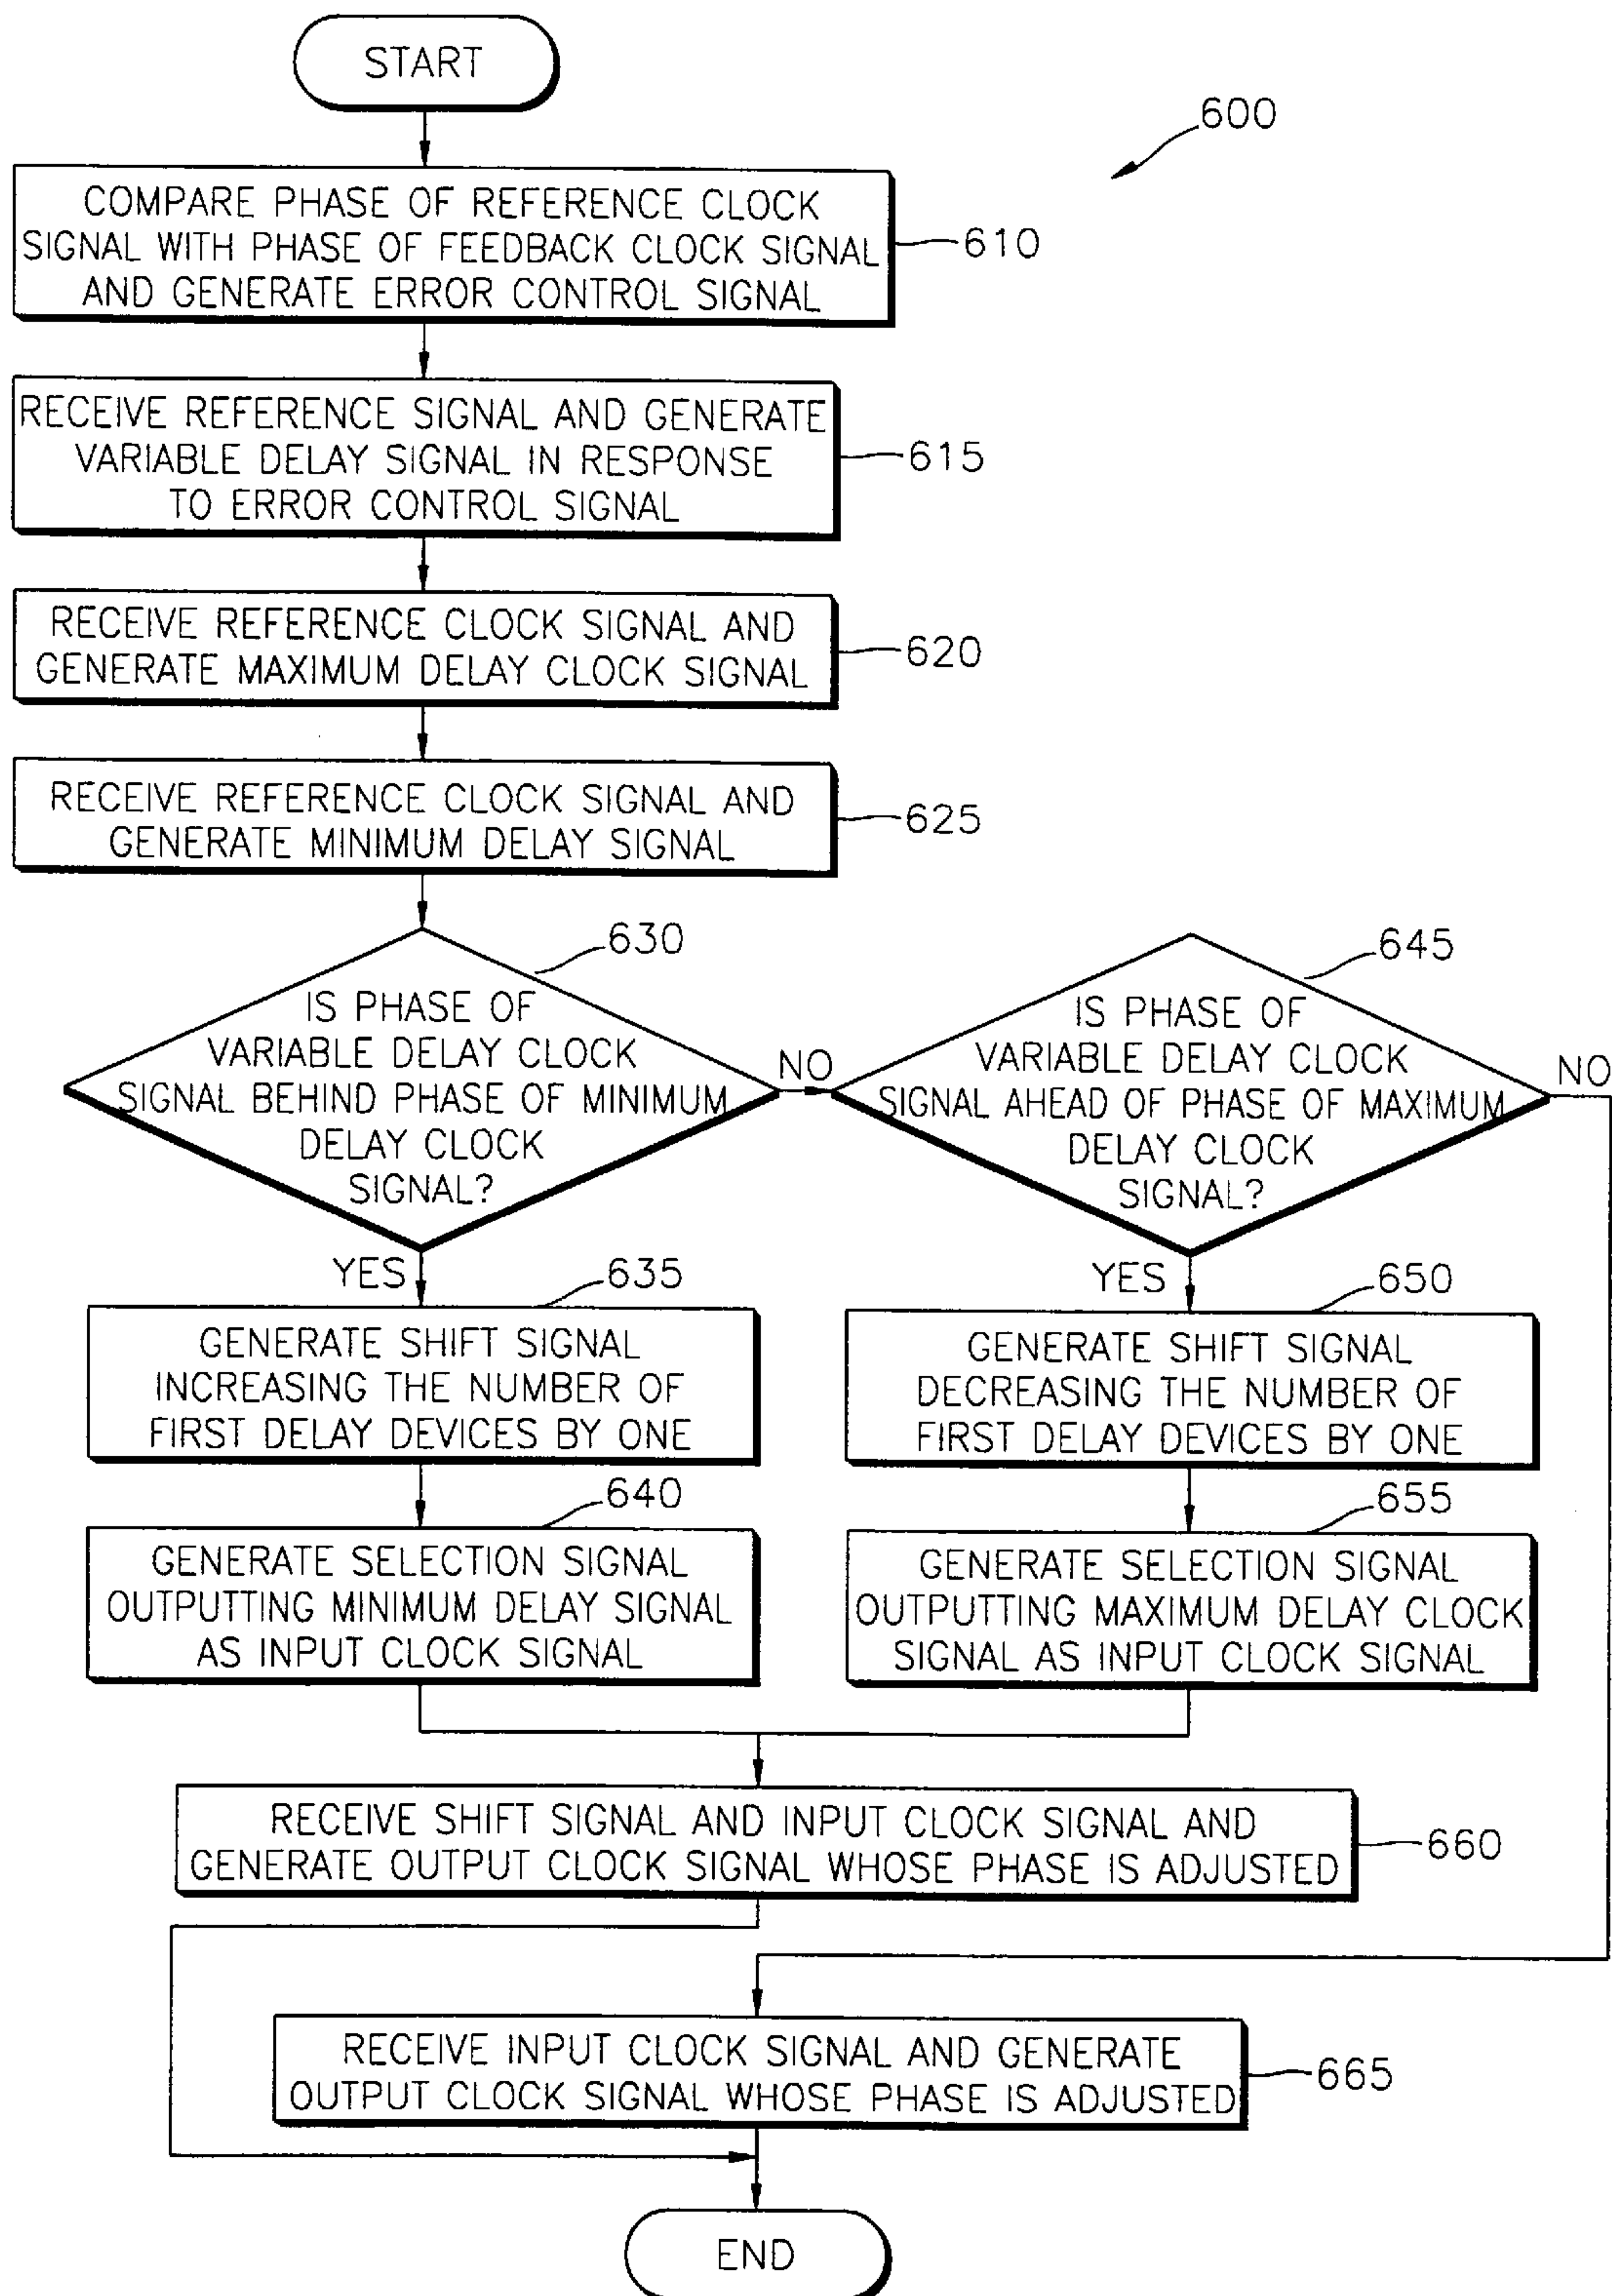 START
600
COMPARE PHASE OF REFERENCE CLOCK
SIGNAL WITH PHASE OF FEEDBACK CLOCK SIGNAL
AND GENERATE ERROR CONTROL SIGNAL
610
RECEIVE REFERENCE SIGNAL AND GENERATE
VARIABLE DELAY SIGNAL IN RESPONSE
TO ERROR CONTROL SIGNAL
615
RECEIVE REFERENCE CLOCK SIGNAL AND
GENERATE MAXIMUM DELAY CLOCK SIGNAL
620
RECEIVE REFERENCE CLOCK SIGNAL AND
GENERATE MINIMUM DELAY SIGNAL
625
630
IS PHASE OF
VARIABLE DELAY CLOCK
SIGNAL BEHIND PHASE OF MINIMUM
DELAY CLOCK
SIGNAL?
NO
645
IS PHASE OF
VARIABLE DELAY CLOCK
SIGNAL AHEAD OF PHASE OF MAXIMUM
DELAY CLOCK
SIGNAL?
NO
YES
635
GENERATE SHIFT SIGNAL
INCREASING THE NUMBER OF
FIRST DELAY DEVICES BY ONE
YES
650
GENERATE SHIFT SIGNAL
DECREASING THE NUMBER OF
FIRST DELAY DEVICES BY ONE
640
GENERATE SELECTION SIGNAL
OUTPUTTING MINIMUM DELAY SIGNAL
AS INPUT CLOCK SIGNAL
655
GENERATE SELECTION SIGNAL
OUTPUTTING MAXIMUM DELAY CLOCK
SIGNAL AS INPUT CLOCK SIGNAL
RECEIVE SHIFT SIGNAL AND INPUT CLOCK SIGNAL AND
GENERATE OUTPUT CLOCK SIGNAL WHOSE PHASE IS ADJUSTED
660
RECEIVE INPUT CLOCK SIGNAL AND GENERATE
OUTPUT CLOCK SIGNAL WHOSE PHASE IS ADJUSTED
665
END